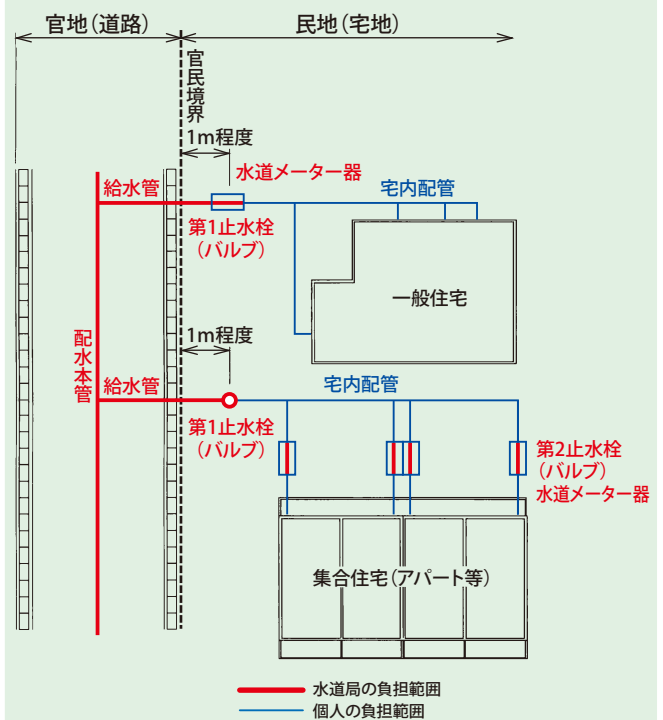 官地(道路)
民地(宅地)
官民境界
1m程度
水道メーター器
給水管
宅内配管
第1止水栓
(バルブ)
一般住宅
1m程度
配水本管
給水管
宅内配管
第1止水栓
(バルブ)
第2止水栓
(バルブ)
水道メーター器
集合住宅(アパート等)
水道局の負担範囲
個人の負担範囲